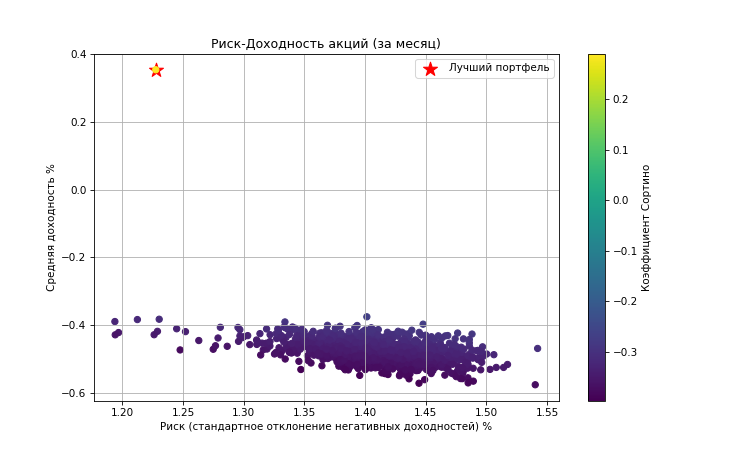 Риск-Доходность акций (за месяц)
Лучший портфель
Средняя доходность %
0.4
0.2
0.0
−0.2
−0.4
−0.6
1.20 1.25 1.30 1.35 1.40 1.45 1.50 1.55
Риск (стандартное отклонение негативных доходностей) %
0.2
0.1
0.0
−0.1
−0.2
−0.3
Коэффициент Сортино